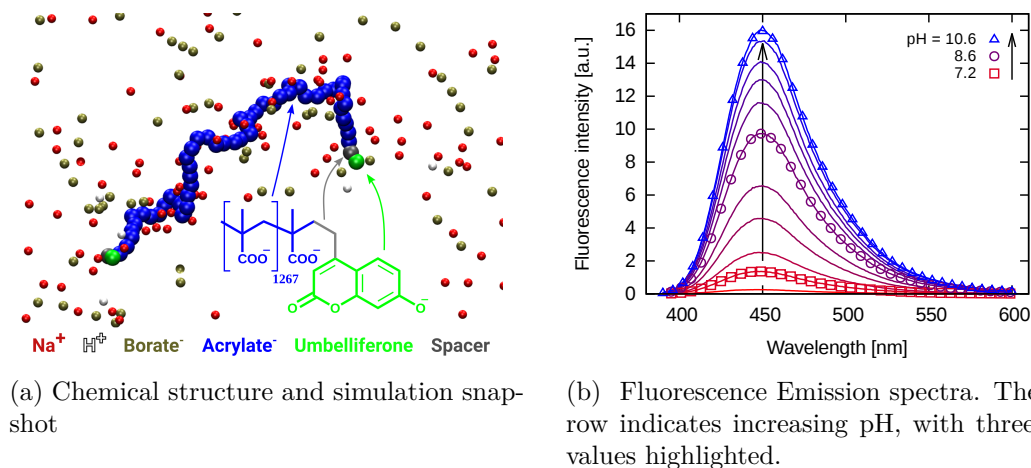 COO⁻ COO⁻
1267
O O O⁻
Na⁺ H⁺ Borate⁻ Acrylate⁻ Umbelliferone Spacer
(a) Chemical structure and simulation snap-
shot
Fluorescence intensity [a.u.]
16
14
12
10
8
6
4
2
0
pH = 10.6
8.6
7.2
400 450 500 550 600
Wavelength [nm]
(b) Fluorescence Emission spectra. The
row indicates increasing pH, with three
values highlighted.